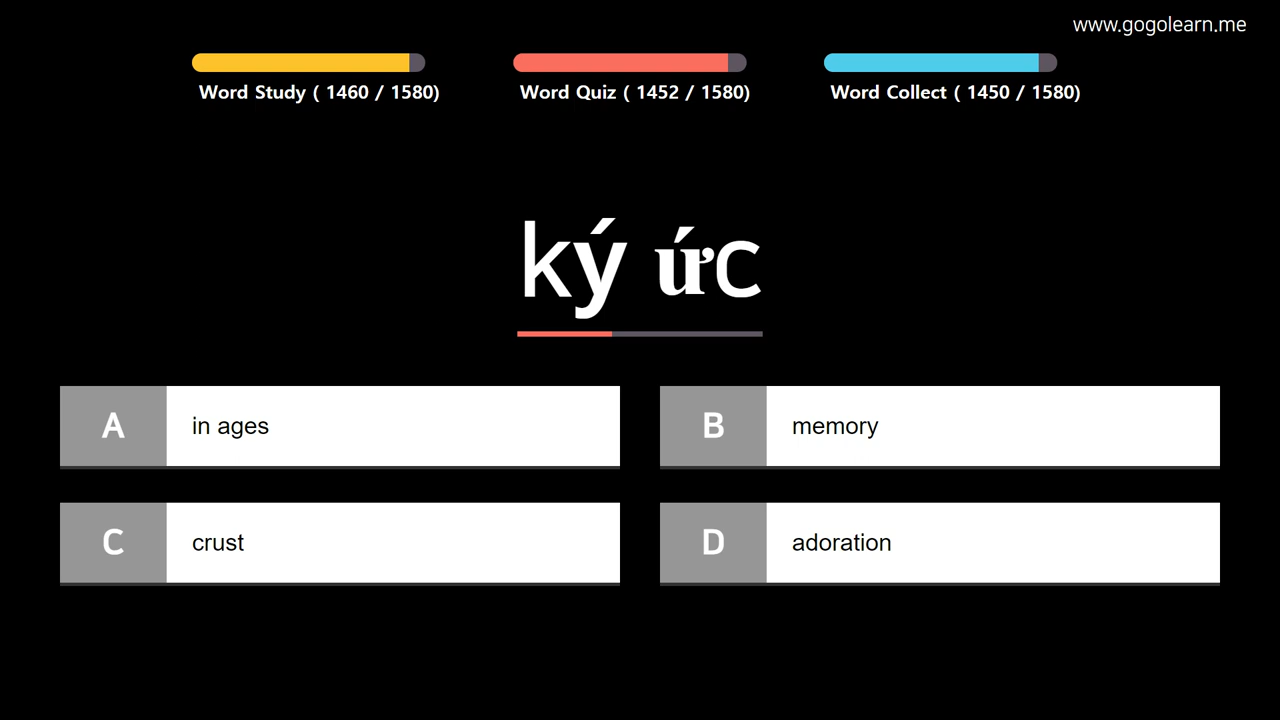 www.gogolearn.me
Word Study ( 1460 / 1580)
Word Quiz ( 1452 / 1580)
Word Collect ( 1450 / 1580)
ký ức
A in ages
B memory
C crust
D adoration